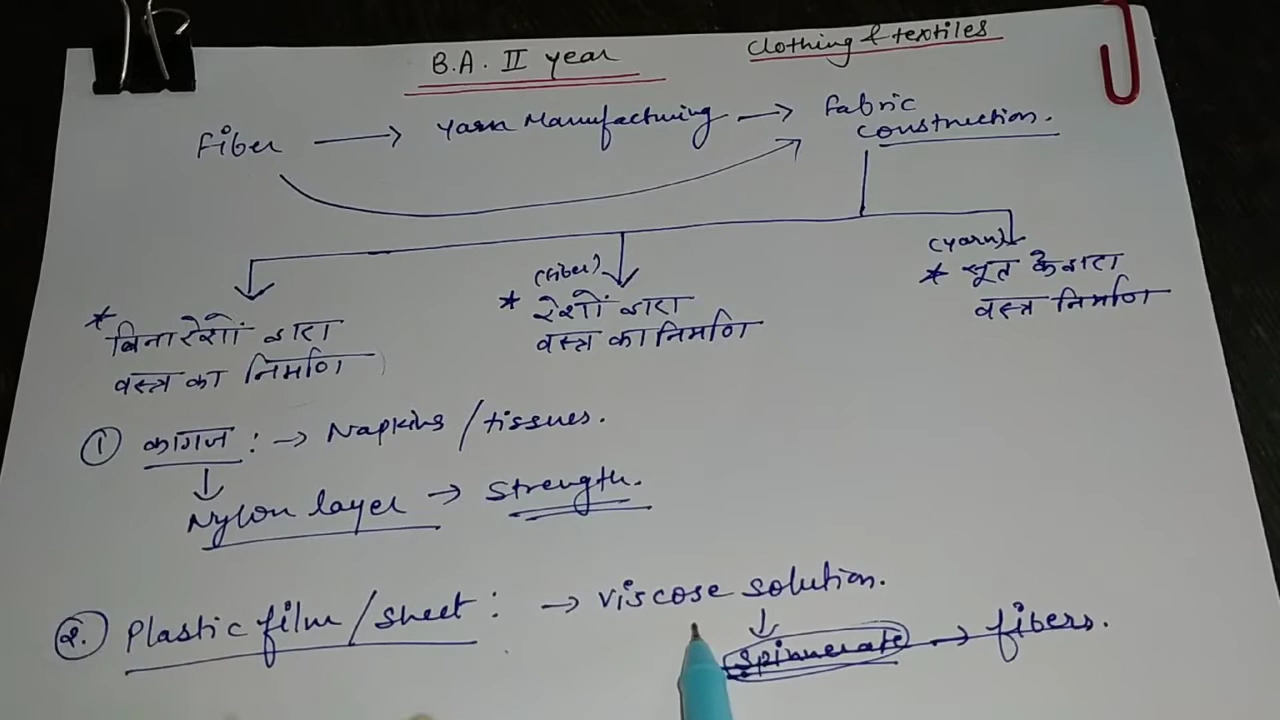 B.A. II year
Clothing & textiles
Fiber → Yarn Manufacturing → Fabric
construction.
(Yarn)
* सूत के द्वारा
वस्त्र निर्माण
(Fiber)
* रेशों द्वारा
वस्त्र का निर्माण
*
बिना रेशों द्वारा
वस्त्र का निर्माण
① कागज : → Napkins / tissues.
↓
Nylon layer → Strength.
2. Plastic film / sheet : → Viscose solution.
↓
Spinnerate → fibers.